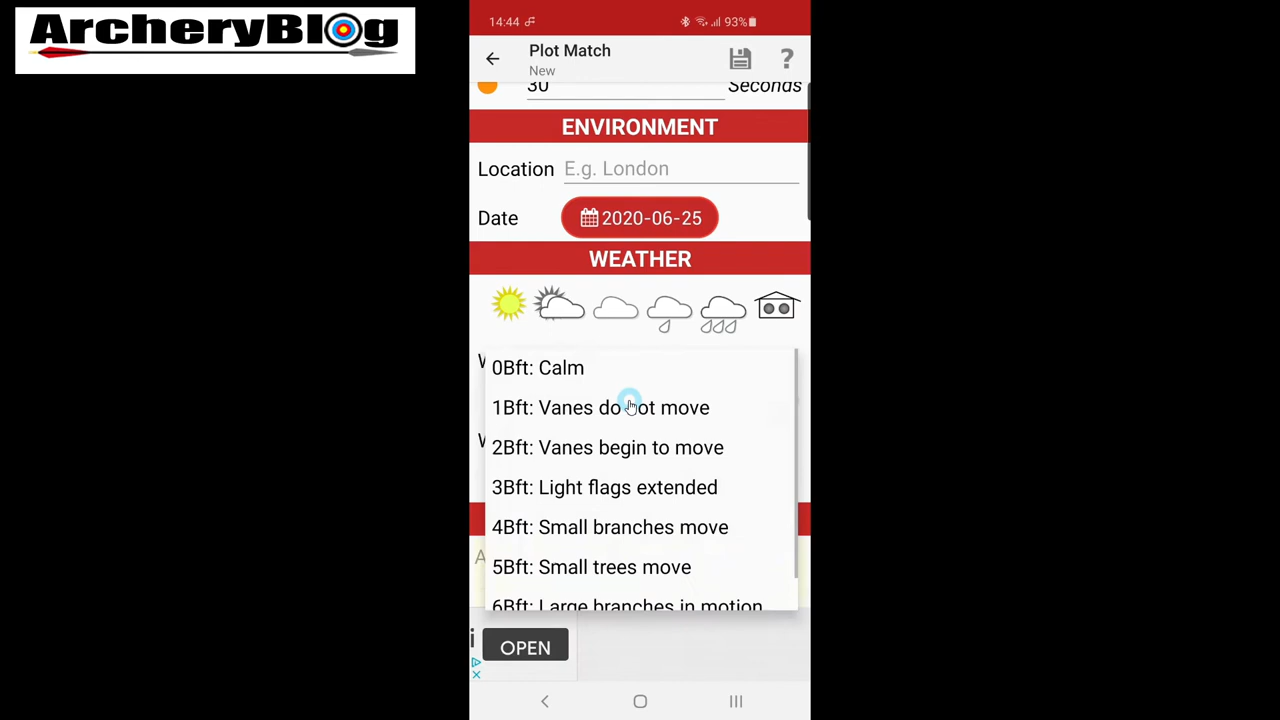 ArcheryBlog
14:44 93%
Plot Match
New
30 Seconds
ENVIRONMENT
Location E.g. London
Date 2020-06-25
WEATHER
0Bft: Calm
1Bft: Vanes do not move
2Bft: Vanes begin to move
3Bft: Light flags extended
4Bft: Small branches move
5Bft: Small trees move
6Bft: Large branches in motion
OPEN